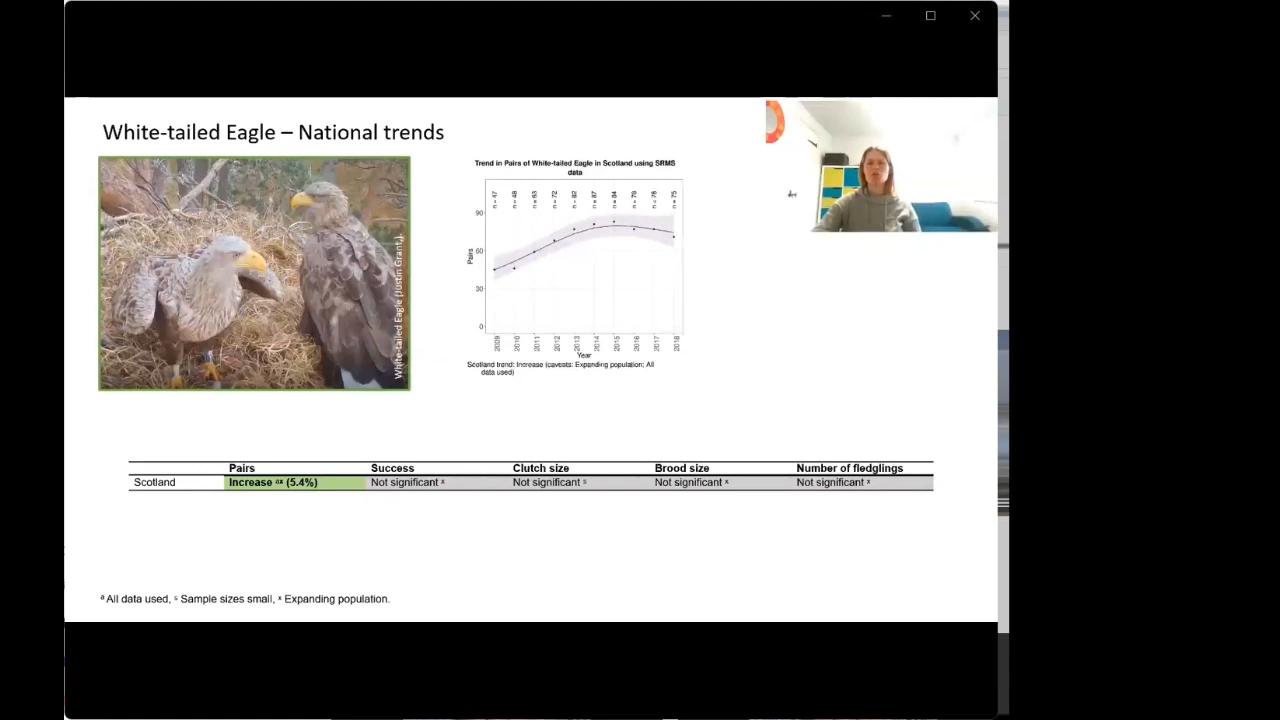 White-tailed Eagle – National trends
White-tailed Eagle (Justin Grant).
Trend in Pairs of White-tailed Eagle in Scotland using SRMS
data
n = 47
n = 48
n = 63
n = 72
n = 82
n = 87
n = 84
n = 79
n = 78
n = 75
90
60
30
0
Pairs
2009
2010
2011
2012
2013
2014
2015
2016
2017
2018
Year
Scotland trend: Increase (caveats: Expanding population; All
data used)
Pairs Success Clutch size Brood size Number of fledglings
Scotland Increase ᵃˣ (5.4%) Not significant ˣ Not significant ˢ Not significant ˣ Not significant ˣ
ᵃ All data used, ˢ Sample sizes small, ˣ Expanding population.